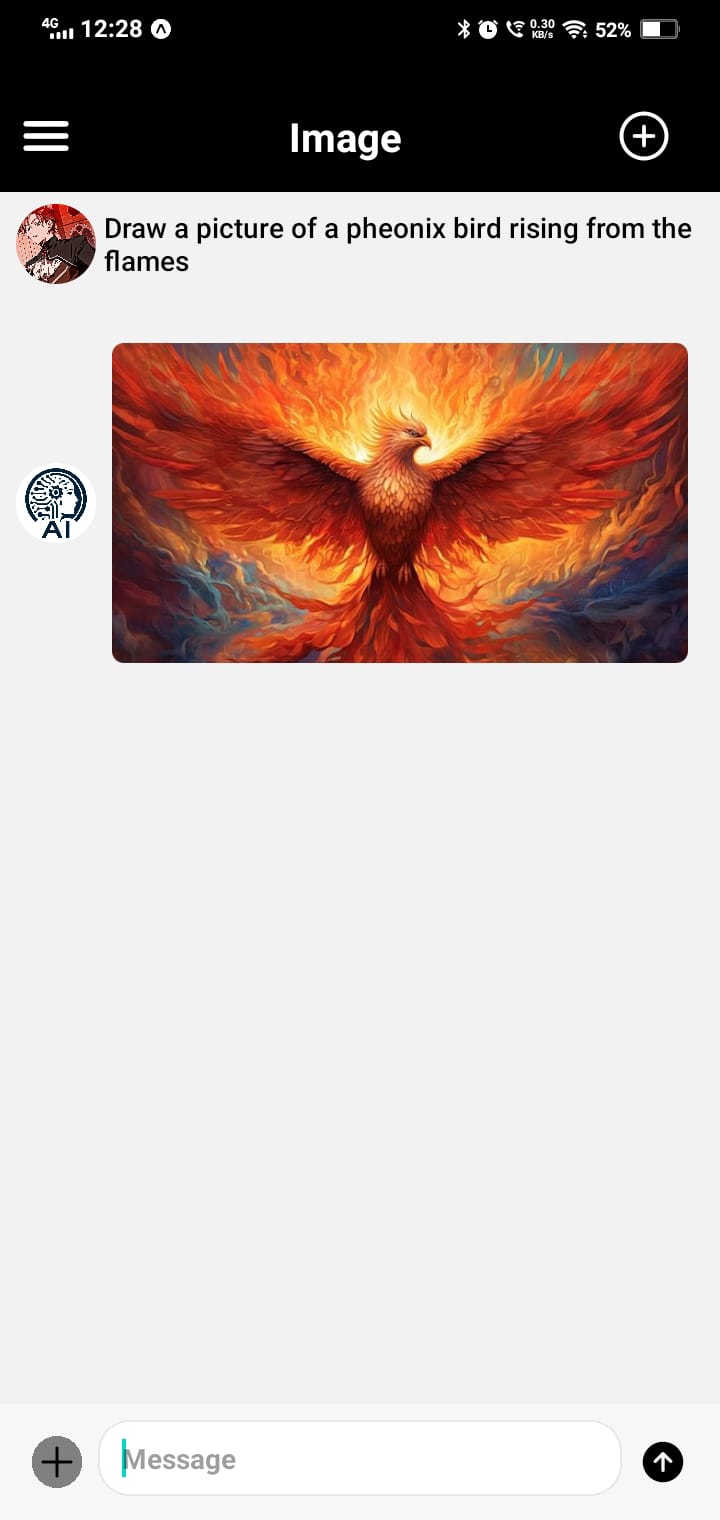 4G 12:28 0.30 KB/s 52%
Image
Draw a picture of a pheonix bird rising from the
flames
AI
Message